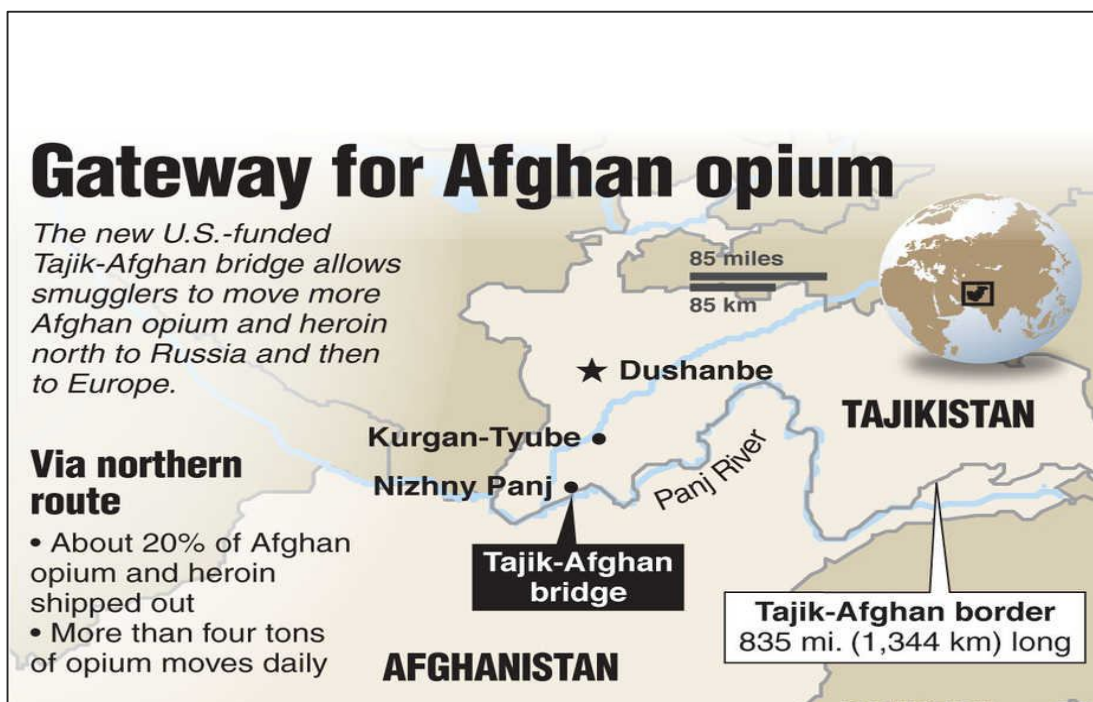 Gateway for Afghan opium
The new U.S.-funded
Tajik-Afghan bridge allows
smugglers to move more
Afghan opium and heroin
north to Russia and then
to Europe.
85 miles
85 km
Dushanbe
TAJIKISTAN
Kurgan-Tyube
Nizhny Panj
Panj River
Via northern
route
• About 20% of Afghan
opium and heroin
shipped out
• More than four tons
of opium moves daily
Tajik-Afghan
bridge
Tajik-Afghan border
835 mi. (1,344 km) long
AFGHANISTAN